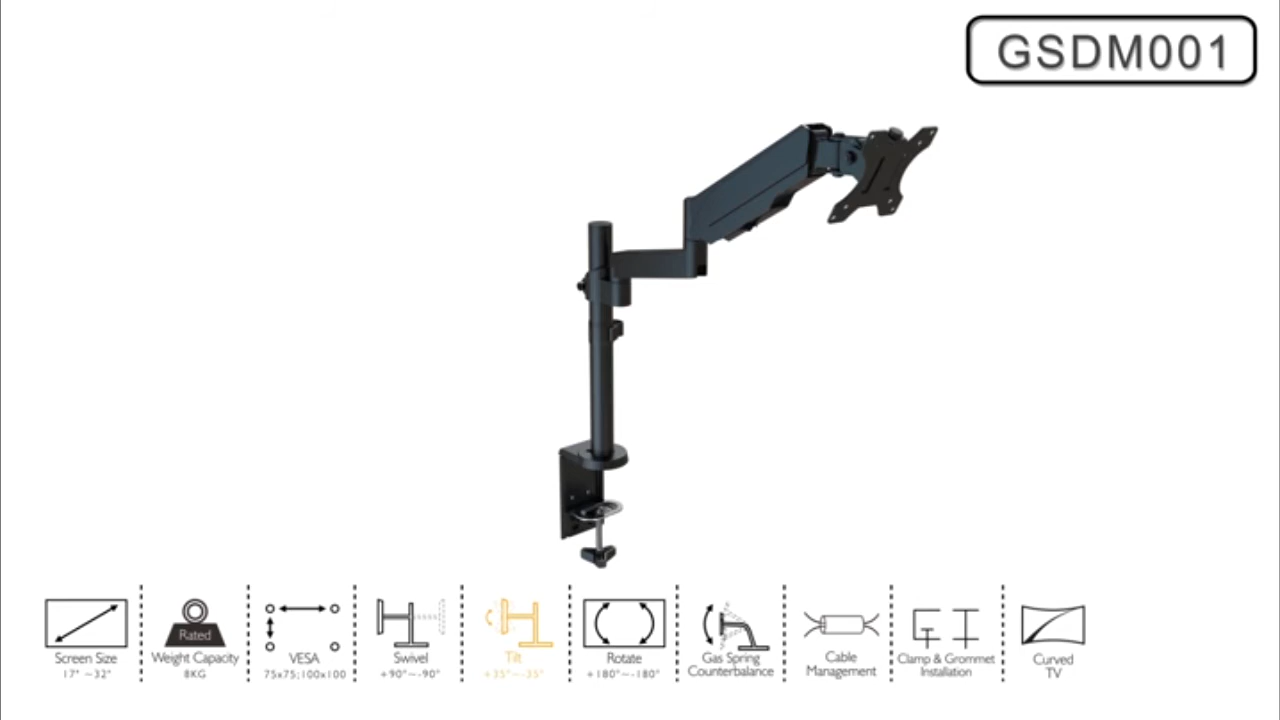 GSDM001
Rated
Screen Size
17" ~32"
Weight Capacity
8KG
VESA
75x75;100x100
Swivel
+90°~-90°
Tilt
+35°~-35°
Rotate
+180°~-180°
Gas Spring
Counterbalance
Cable
Management
Clamp & Grommet
Installation
Curved
TV